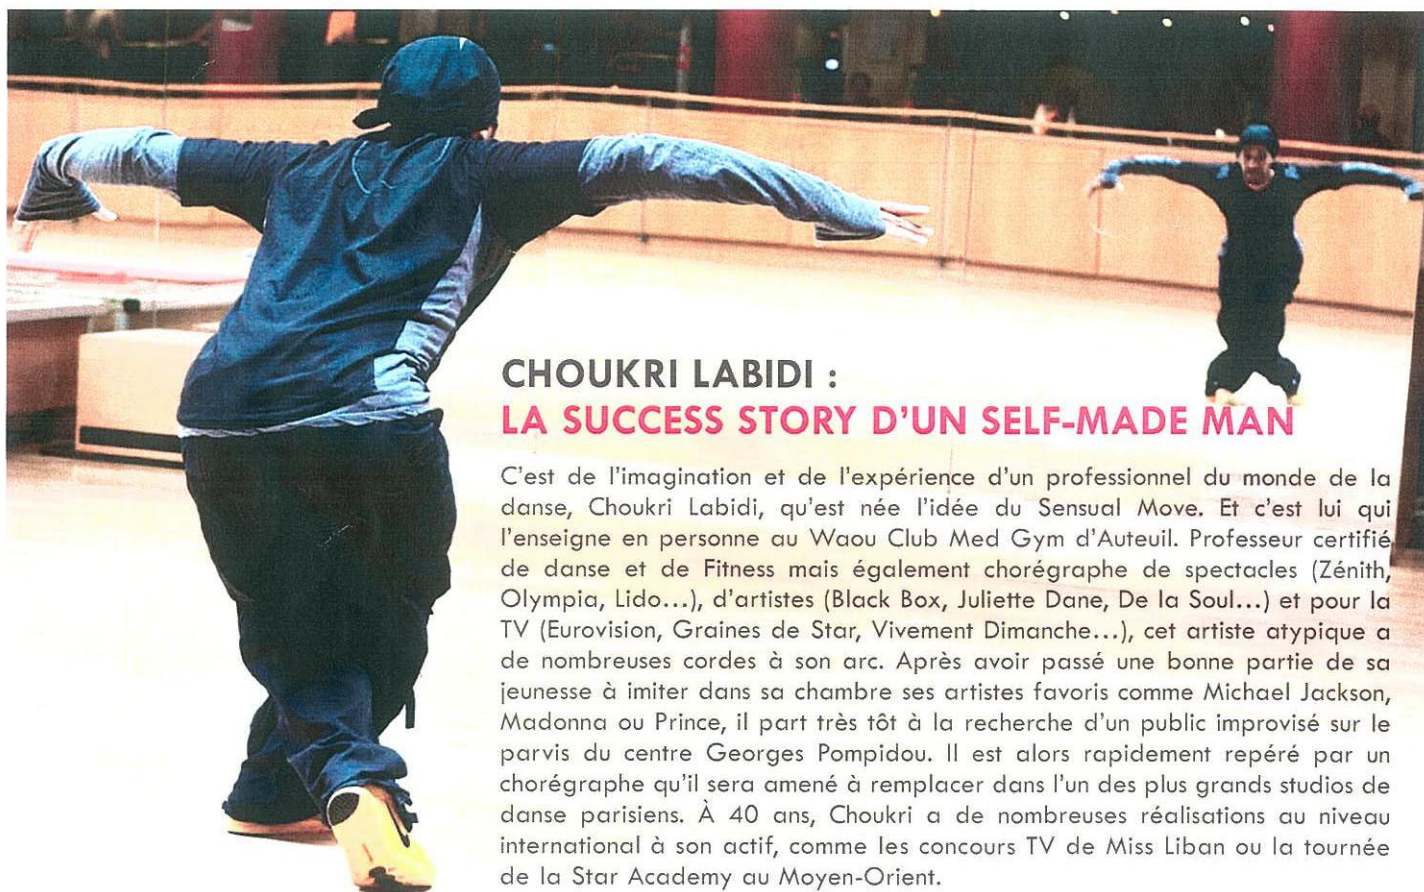 CHOUKRI LABIDI :
LA SUCCESS STORY D'UN SELF-MADE MAN
C'est de l'imagination et de l'expérience d'un professionnel du monde de la
danse, Choukri Labidi, qu'est née l'idée du Sensual Move. Et c'est lui qui
l'enseigne en personne au Waou Club Med Gym d'Auteuil. Professeur certifié
de danse et de Fitness mais également chorégraphe de spectacles (Zénith,
Olympia, Lido...), d'artistes (Black Box, Juliette Dane, De la Soul...) et pour la
TV (Eurovision, Graines de Star, Vivement Dimanche...), cet artiste atypique a
de nombreuses cordes à son arc. Après avoir passé une bonne partie de sa
jeunesse à imiter dans sa chambre ses artistes favoris comme Michael Jackson,
Madonna ou Prince, il part très tôt à la recherche d'un public improvisé sur le
parvis du centre Georges Pompidou. Il est alors rapidement repéré par un
chorégraphe qu'il sera amené à remplacer dans l'un des plus grands studios de
danse parisiens. À 40 ans, Choukri a de nombreuses réalisations au niveau
international à son actif, comme les concours TV de Miss Liban ou la tournée
de la Star Academy au Moyen-Orient.